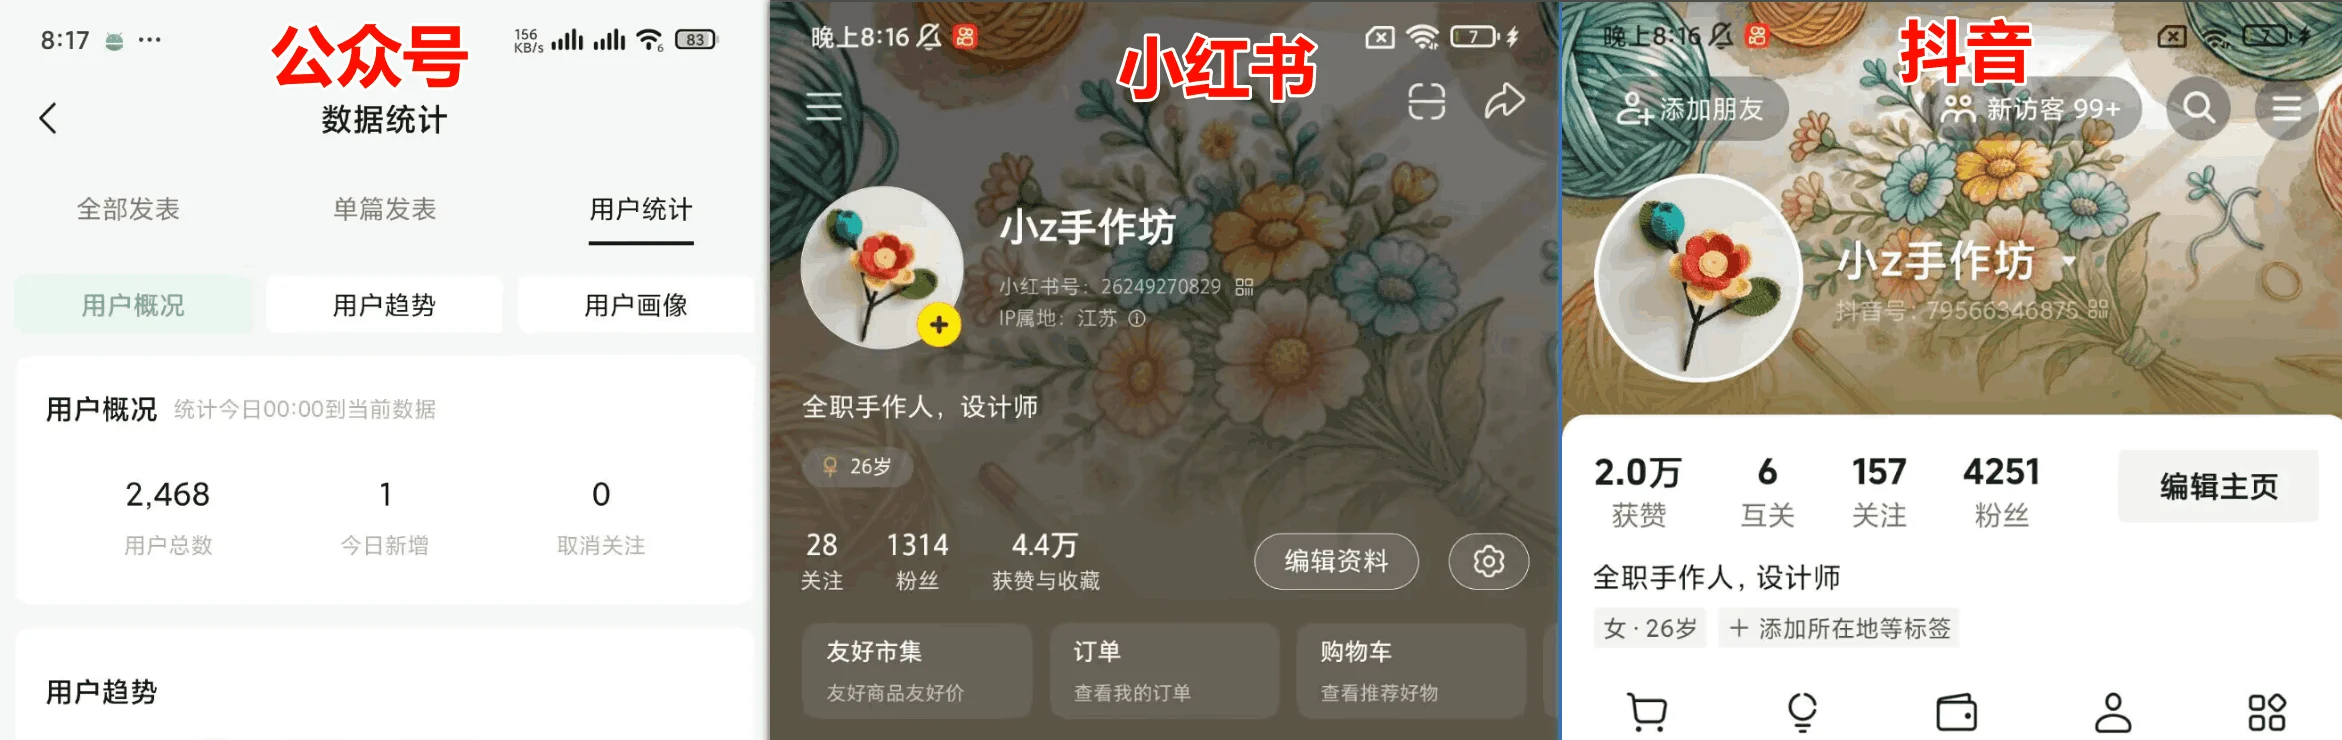 8:17
156 KB/s
6
83
公众号
数据统计
全部发表
单篇发表
用户统计
用户概况
用户趋势
用户画像
用户概况 统计今日00:00到当前数据
2,468
1
0
用户总数
今日新增
取消关注
用户趋势
晚上8:16
7
小红书
小z手作坊
小红书号：26249270829
IP属地：江苏
全职手作人，设计师
26岁
28
1314
4.4万
关注
粉丝
获赞与收藏
编辑资料
友好市集
订单
购物车
友好商品友好价
查看我的订单
查看推荐好物
晚上8:16
7
抖音
添加朋友
新访客 99+
小z手作坊
抖音号：79566346875
2.0万
6
157
4251
获赞
互关
关注
粉丝
编辑主页
全职手作人，设计师
女·26岁
+ 添加所在地等标签